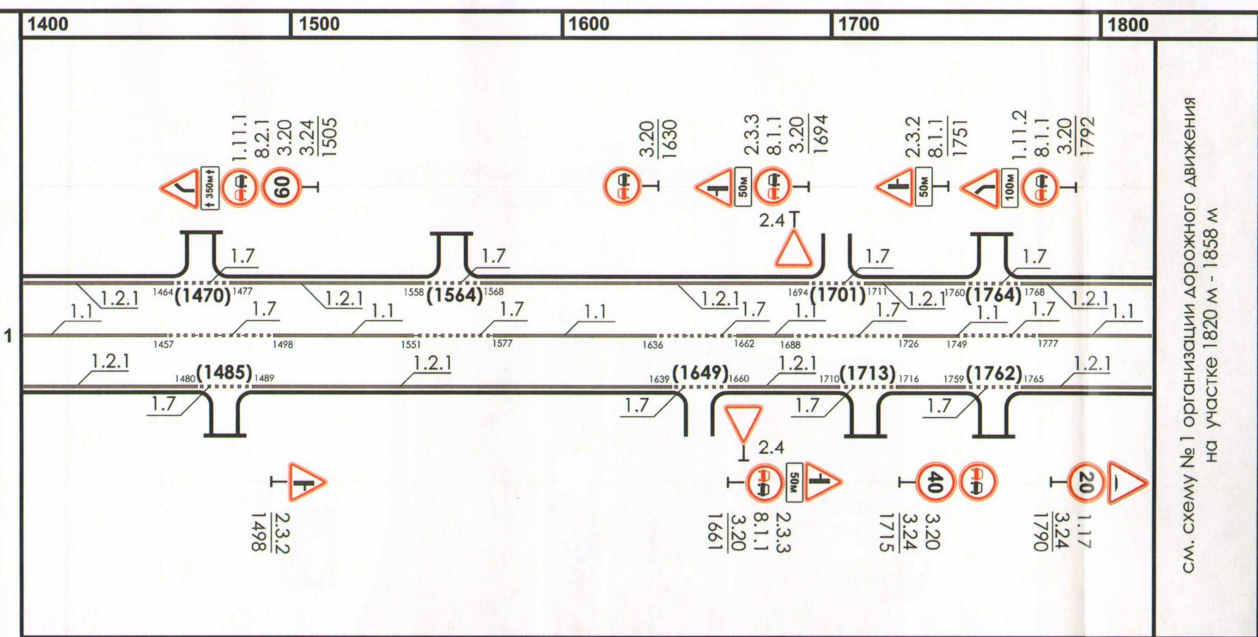 1400 1500 1600 1700 1800
1.11.1
8.2.1
3.20
3.24
1505
3.20
1630
2.3.3
8.1.1
3.20
1694
2.3.2
8.1.1
1751
1.11.2
8.1.1
3.20
1792
350м
60
50м
50м
100м
2.4
1.7 1.7 1.7 1.7
1464 (1470) 1477 1558 (1564) 1568 1694 (1701) 1711 1760 (1764) 1768
1.2.1 1.2.1 1.2.1 1.2.1 1.2.1
1.1 1.7 1.1 1.7 1.1 1.7 1.1 1.7 1.1 1.7 1.1
1
1457 1498 1551 1577 1636 1662 1688 1726 1749 1777
1.2.1 1.2.1 1.2.1 1.2.1
1480 (1485) 1489 1639 (1649) 1660 1710 (1713) 1716 1759 (1762) 1765
1.7 1.7 1.7 1.7
2.4
50м
40
20
2.3.2
1498
2.3.3
8.1.1
3.20
1661
3.20
3.24
1715
1.17
3.24
1790
см. схему № 1 организации дорожного движения
на участке 1820 м - 1858 м